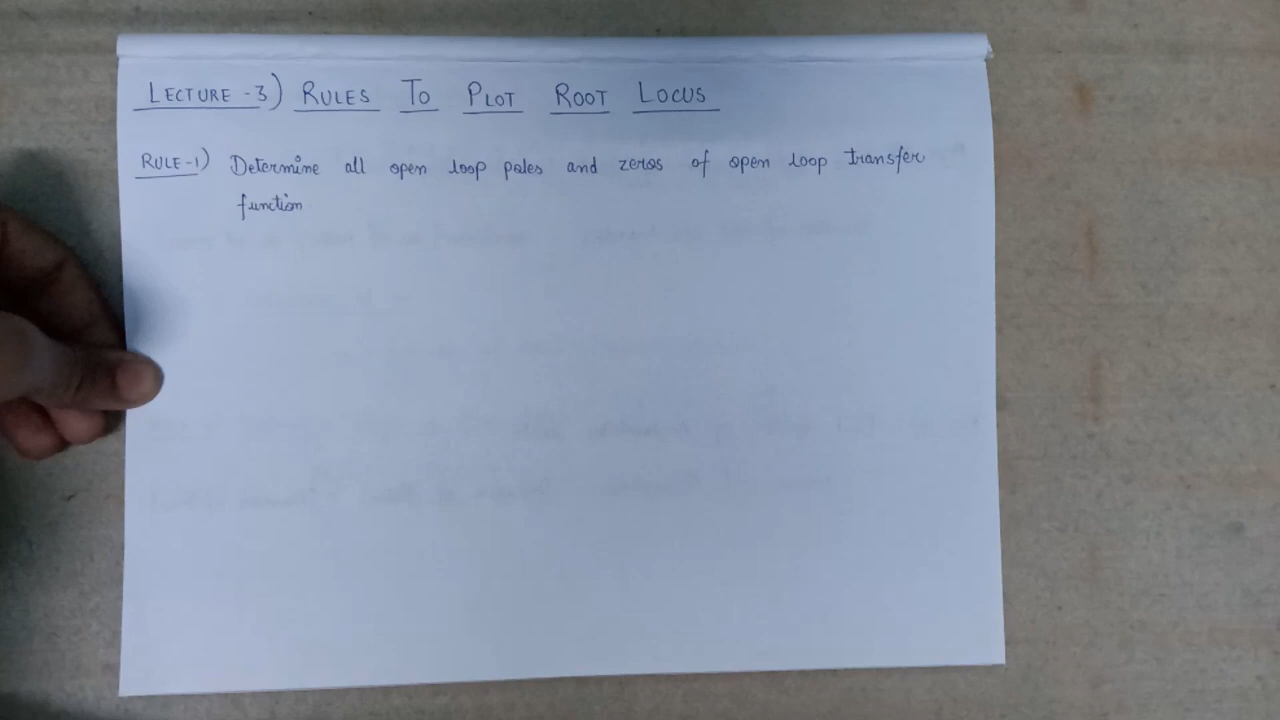 LECTURE -3) RULES TO PLOT ROOT LOCUS
RULE-1) Determine all open loop poles and zeros of open loop transfer
function